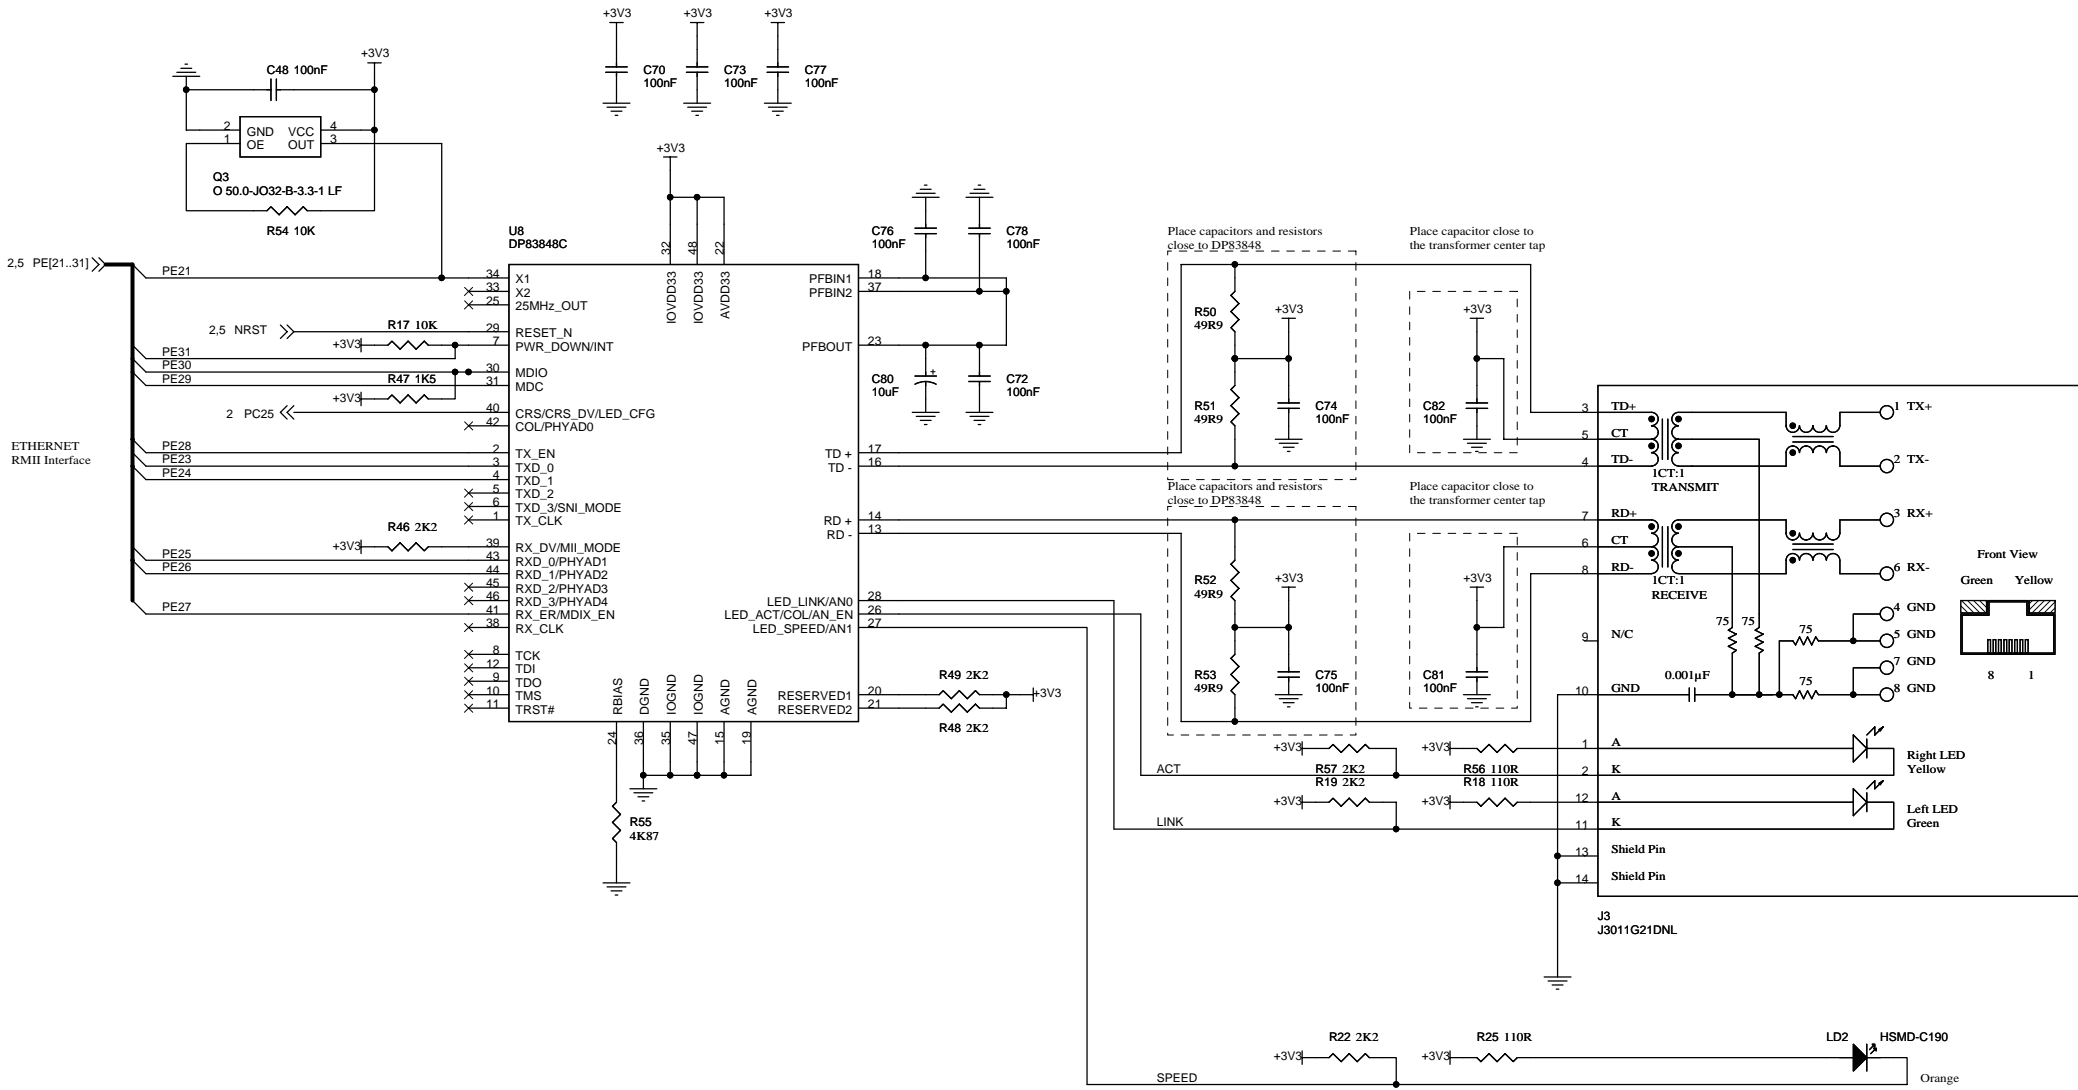 +3V3
+3V3
+3V3
C70
100nF
C73
100nF
C77
100nF
+3V3
C48 100nF
2
GND
VCC
4
1
OE
OUT
3
Q3
O 50.0-JO32-B-3.3-1 LF
R54 10K
+3V3
U8
DP83848C
32
48
22
IOVDD33
IOVDD33
AVDD33
C76
100nF
C78
100nF
2,5 PE[21..31]
PE21
34
X1
33
X2
25
25MHz_OUT
2,5 NRST
R17 10K
29
RESET_N
+3V3
7
PWR_DOWN/INT
PE31
PE30
30
MDIO
PE29
31
MDC
R47 1K5
+3V3
2 PC25
40
CRS/CRS_DV/LED_CFG
42
COL/PHYAD0
ETHERNET
RMII Interface
PE28
2
TX_EN
PE23
3
TXD_0
PE24
4
TXD_1
5
TXD_2
6
TXD_3/SNI_MODE
1
TX_CLK
R46 2K2
+3V3
39
RX_DV/MII_MODE
PE25
43
RXD_0/PHYAD1
PE26
44
RXD_1/PHYAD2
45
RXD_2/PHYAD3
46
RXD_3/PHYAD4
PE27
41
RX_ER/MDIX_EN
38
RX_CLK
8
TCK
12
TDI
9
TDO
10
TMS
11
TRST#
RBIAS
DGND
IOGND
IOGND
AGND
AGND
24
36
35
47
15
19
R55
4K87
PFBIN1
18
PFBIN2
37
PFBOUT
23
C80
+
10uF
C72
100nF
TD +
17
TD -
16
RD +
14
RD -
13
LED_LINK/AN0
28
LED_ACT/COL/AN_EN
26
LED_SPEED/AN1
27
RESERVED1
20
RESERVED2
21
R49 2K2
+3V3
R48 2K2
Place capacitors and resistors
close to DP83848
R50
49R9
+3V3
R51
49R9
C74
100nF
Place capacitor close to
the transformer center tap
+3V3
C82
100nF
Place capacitors and resistors
close to DP83848
R52
49R9
+3V3
R53
49R9
C75
100nF
Place capacitor close to
the transformer center tap
+3V3
C81
100nF
3
TD+
5
CT
4
TD-
1CT:1
TRANSMIT
1 TX+
2 TX-
7
RD+
6
CT
8
RD-
1CT:1
RECEIVE
3 RX+
6 RX-
Front View
Green
Yellow
8
1
9
N/C
75
75
75
4 GND
5 GND
7 GND
8 GND
10
GND
0.001µF
75
+3V3
+3V3
1
A
ACT
R57 2K2
R56 110R
2
K
Right LED
Yellow
R19 2K2
R18 110R
+3V3
+3V3
12
A
LINK
11
K
Left LED
Green
13
Shield Pin
14
Shield Pin
J3
J3011G21DNL
R22 2K2
R25 110R
LD2
HSMD-C190
+3V3
+3V3
SPEED
Orange